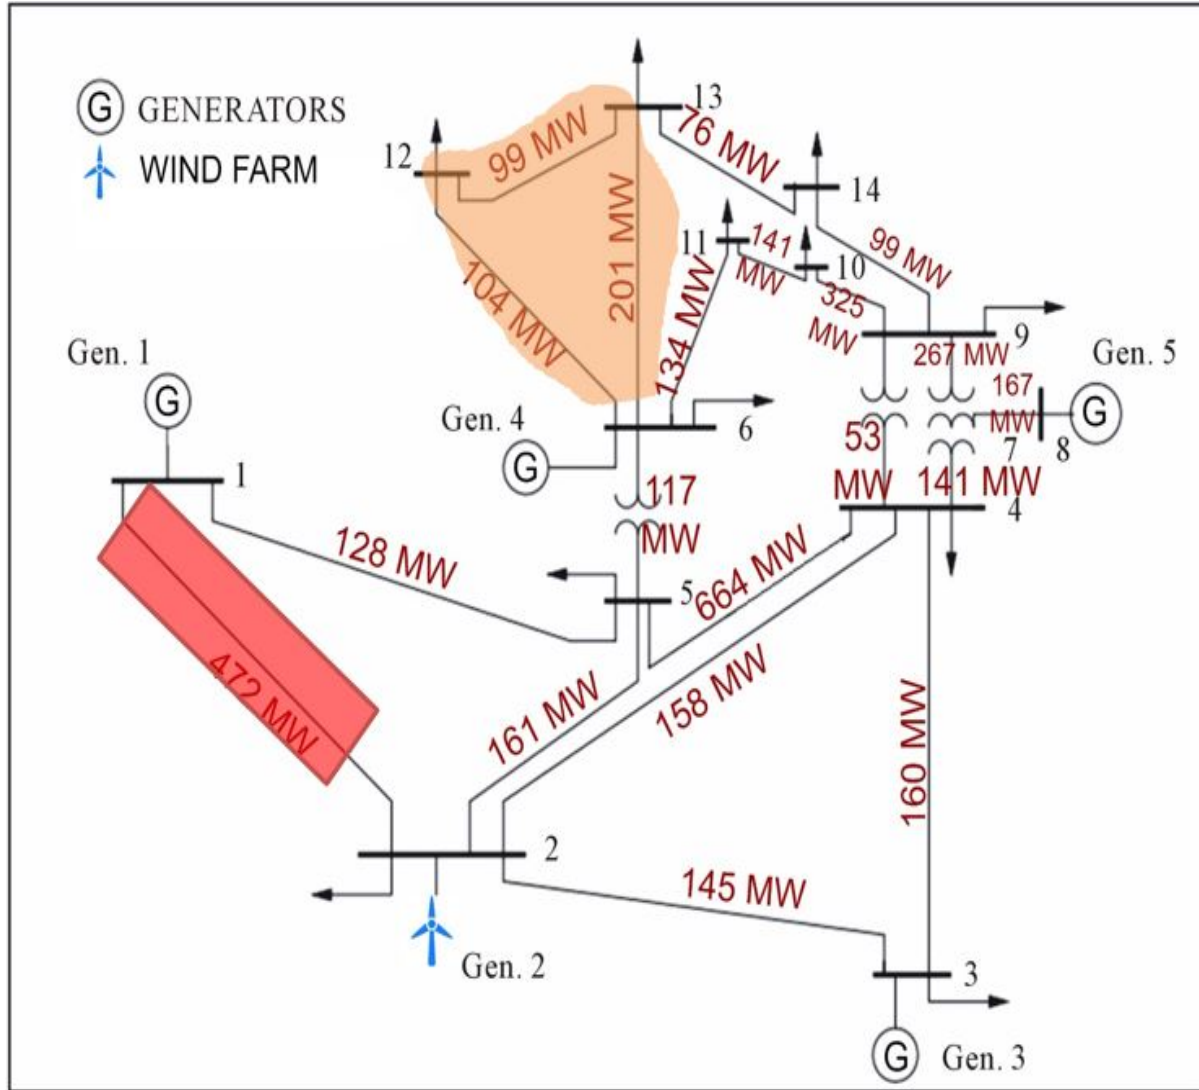 G GENERATORS
WIND FARM
13
76 MW
99 MW
12
14
201 MW
11
141
MW
10
99 MW
104 MW
134 MW
325
MW
9
267 MW
Gen. 1
G
Gen. 5
G
167
MW
Gen. 4
G
6
53
MW
7
8
1
117
MW
141 MW
4
128 MW
5
664 MW
472 MW
161 MW
158 MW
160 MW
2
145 MW
Gen. 2
3
G
Gen. 3